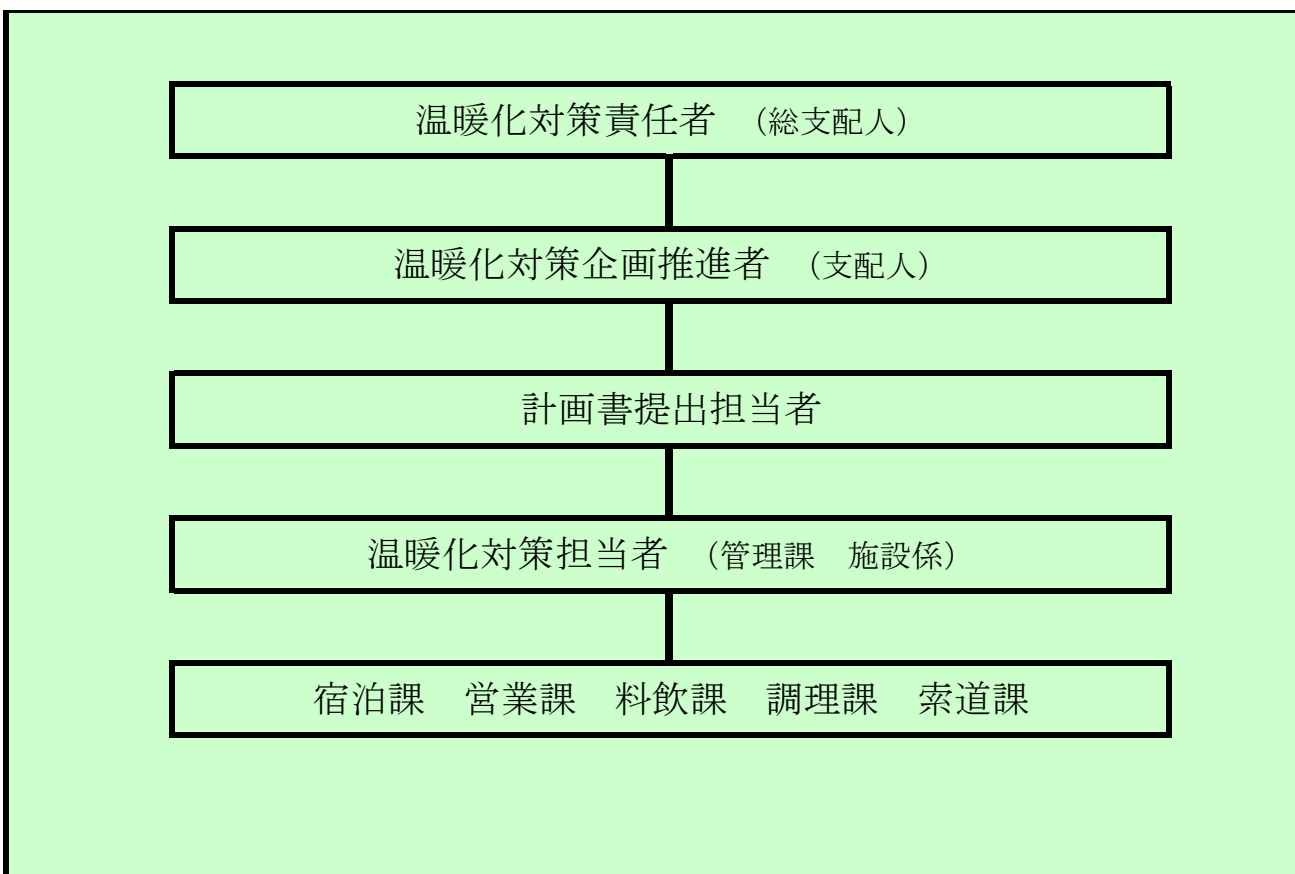 温暖化対策責任者　（総支配人）
温暖化対策企画推進者　（支配人）
計画書提出担当者
温暖化対策担当者　（管理課　施設係）
宿泊課　営業課　料飲課　調理課　索道課